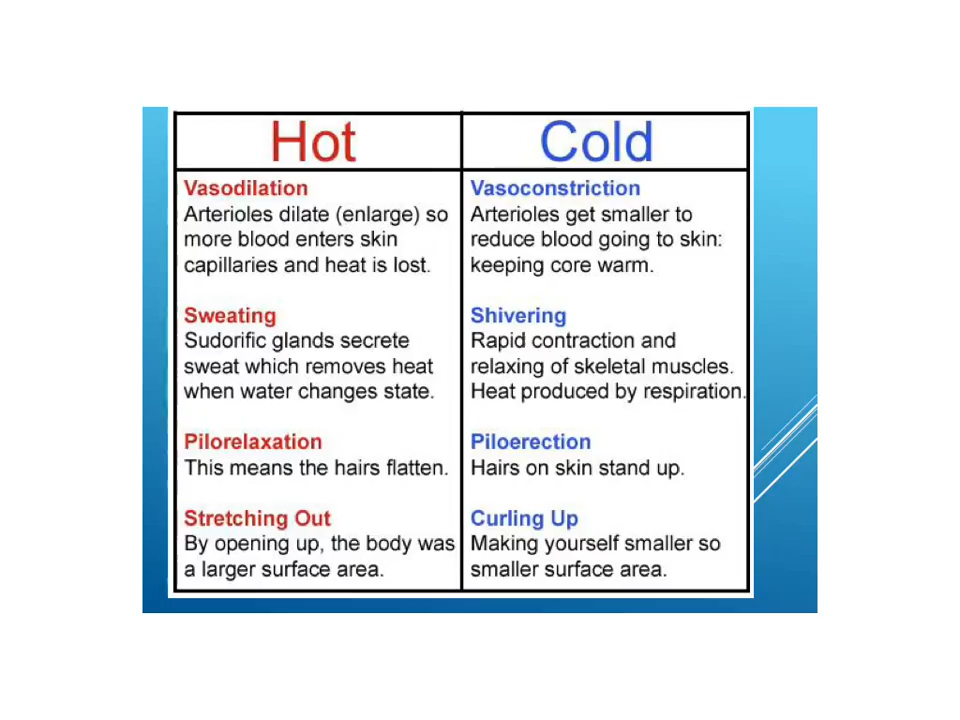 Hot
Vasodilation
Arterioles dilate (enlarge) so
more blood enters skin
capillaries and heat is lost.
Sweating
Sudorific glands secrete
sweat which removes heat
when water changes state.
Pilorelaxation
This means the hairs flatten.
Stretching Out
By opening up, the body was
a larger surface area.
Cold
Vasoconstriction
Arterioles get smaller to
reduce blood going to skin:
keeping core warm.
Shivering
Rapid contraction and
relaxing of skeletal muscles.
Heat produced by respiration.
Piloerection
Hairs on skin stand up.
Curling Up
Making yourself smaller so
smaller surface area.